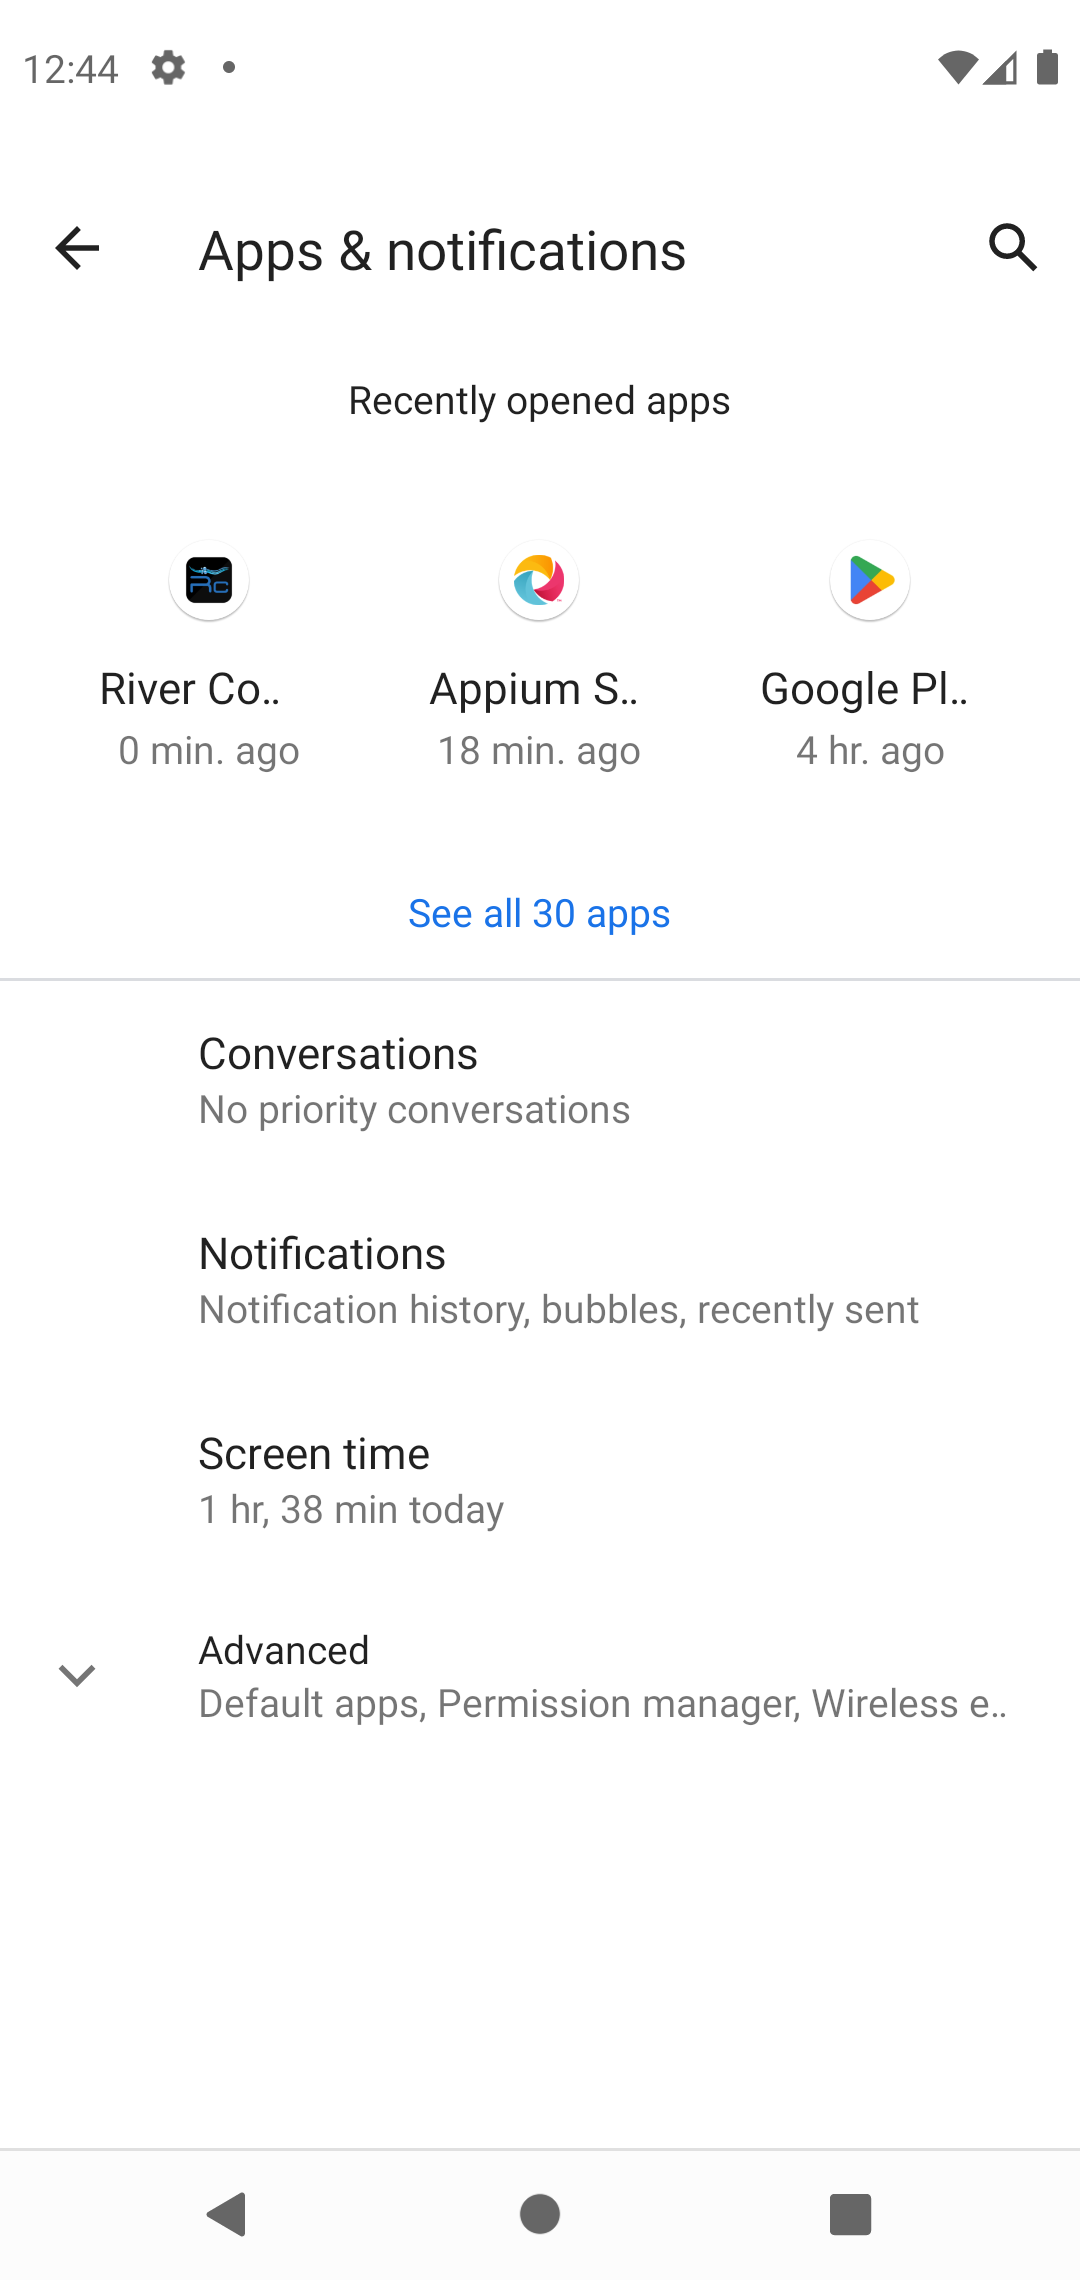 12:44
Apps & notifications
Recently opened apps
River Co..
Appium S..
Google Pl..
0 min. ago
18 min. ago
4 hr. ago
See all 30 apps
Conversations
No priority conversations
Notifications
Notification history, bubbles, recently sent
Screen time
1 hr, 38 min today
Advanced
Default apps, Permission manager, Wireless e..